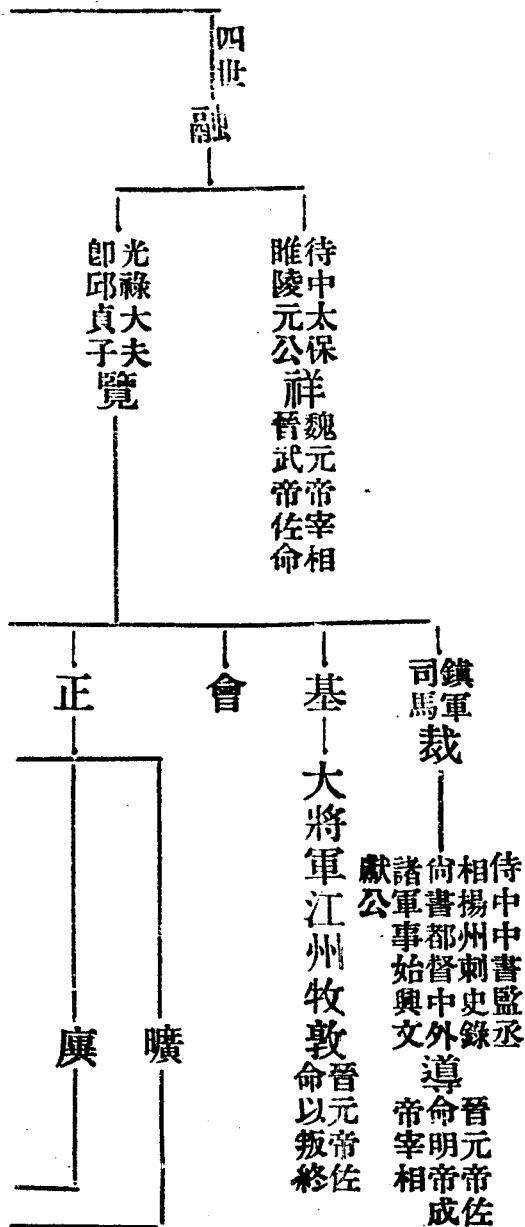 四世
融
待中太保
睢陵元公
祥
魏元帝宰相
晉武帝佐命
光祿大夫
卽邱貞子
覽
鎮軍
司馬
裁
侍中中書監丞
相揚州刺史錄
尙書都督中外
諸軍事始興文
獻公
導
晉元帝佐
命明帝成
帝宰相
基
大將軍江州牧敦
晉元帝佐
命以叛終
會
正
曠
廙